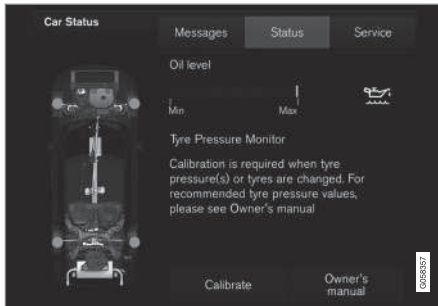 Car Status
Messages
Status
Service
Oil level
Min
Max
Tyre Pressure Monitor
Calibration is required when tyre
pressure(s) or tyres are changed. For
recommended tyre pressure values,
please see Owner's manual
Calibrate
Owner's
manual
G058357